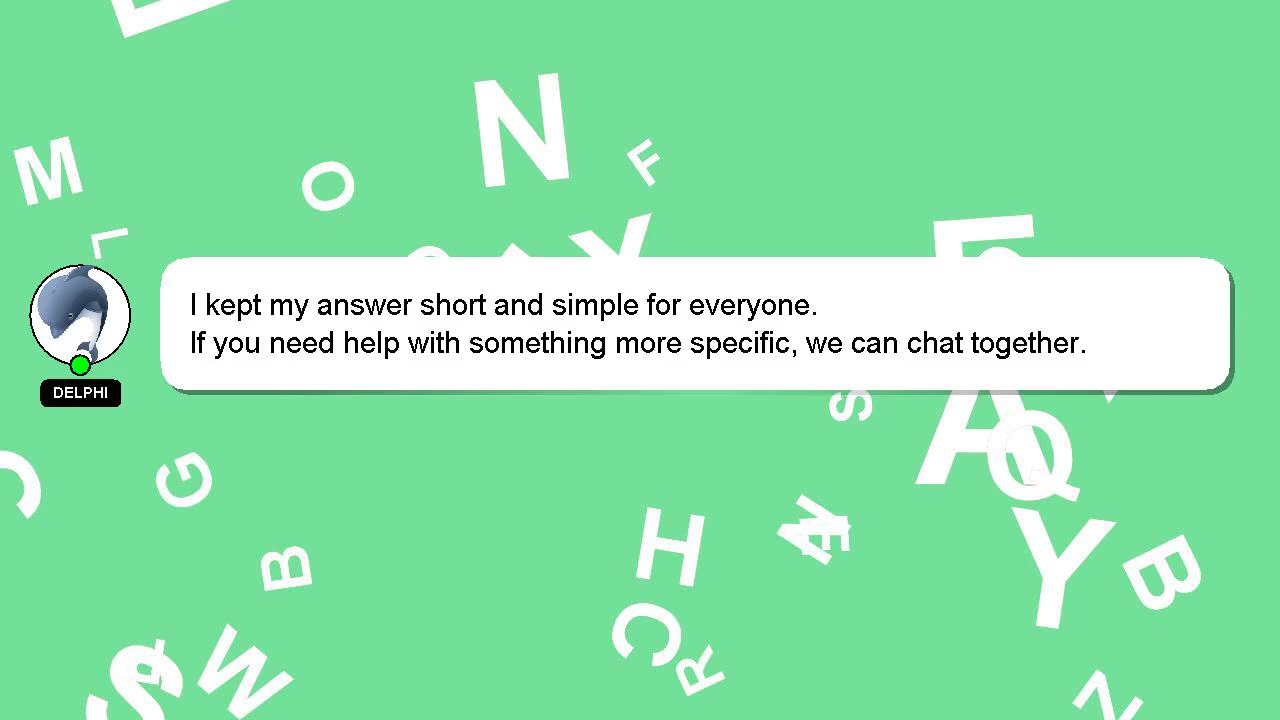 I kept my answer short and simple for everyone.
If you need help with something more specific, we can chat together.
DELPHI
M
L
O
N
F
Y
S
A
Q
C
G
B
H
N
E
Y
B
C
R
W
S
Z